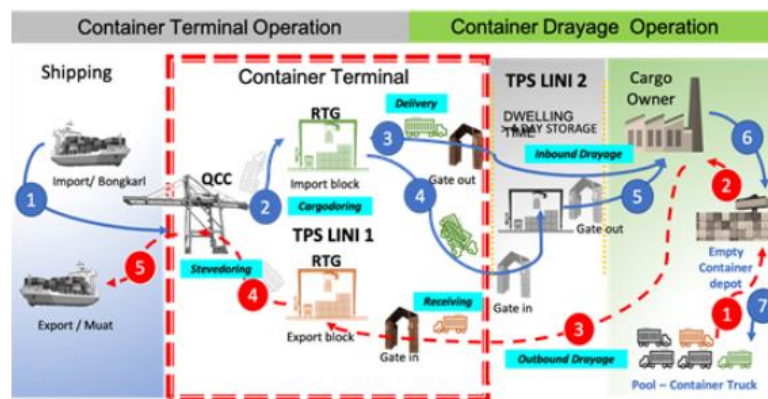 Container Terminal Operation
Container Drayage Operation
Shipping
Import/ Bongkarl
1
5
Export / Muat
Container Terminal
QCC
2
RTG
Import block
Cargodoring
Delivery
3
Gate out
4
TPS LINI 1
Stevedoring
4
RTG
Export block
Receiving
Gate in
TPS LINI 2
DWELLING
TIME
DAY STORAGE
Inbound Drayage
5
Gate out
Gate in
3
Outbound Drayage
Cargo
Owner
6
2
Empty
Container
depot
1
7
Pool – Container Truck